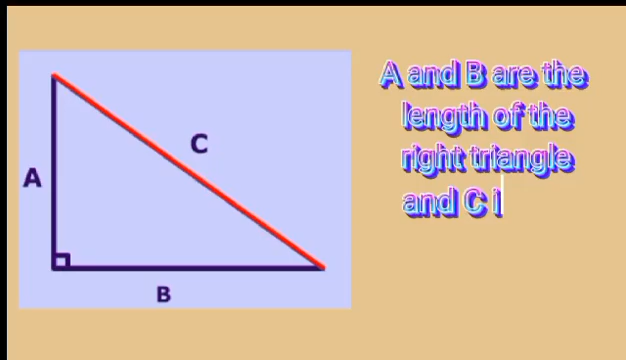 A and B are the
length of the
right triangle
and C i
C
A
B